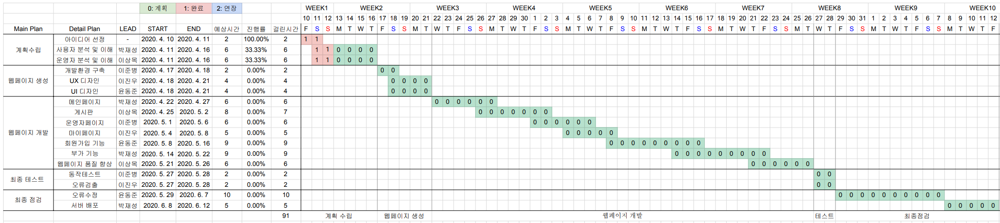 0: 계획 1: 완료 2: 연장 WEEK1 WEEK2 WEEK3 WEEK4 WEEK5 WEEK6 WEEK7 WEEK8 WEEK9 WEEK10
10 11 12 13 14 15 16 17 18 19 20 21 22 23 24 25 26 27 28 29 30 1 2 3 4 5 6 7 8 9 10 11 12 13 14 15 16 17 18 19 20 21 22 23 24 25 26 27 28 29 30 31 1 2 3 4 5 6 7 8 9 10 11 12
Main Plan Detail Plan LEAD START END 예상시간 진행률 걸린시간 F S S M T W T F S S M T W T F S S M T W T F S S M T W T F S S M T W T F S S M T W T F S S M T W T F S S M T W T F S S M T W T F
계획수립 아이디어 선정 - 2020. 4. 10 2020. 4. 11 2 100.00% 2 1 1
사용자 분석 및 이해 박재성 2020. 4. 11 2020. 4. 16 6 33.33% 6 1 1 0 0 0 0
운영자 분석 및 이해 이상목 2020. 4. 11 2020. 4. 16 6 33.33% 6 1 1 0 0 0 0
웹페이지 생성 개발환경 구축 이준병 2020. 4. 17 2020. 4. 18 2 0.00% 2 0 0
UX 디자인 이진우 2020. 4. 18 2020. 4. 21 4 0.00% 4 0 0 0 0
UI 디자인 윤동준 2020. 4. 18 2020. 4. 21 4 0.00% 4 0 0 0 0
웹페이지 개발 메인페이지 박재성 2020. 4. 22 2020. 4. 27 6 0.00% 6 0 0 0 0 0 0
게시판 이상목 2020. 4. 25 2020. 5. 2 8 0.00% 7 0 0 0 0 0 0 0
운영자페이지 이준병 2020. 5. 1 2020. 5. 6 6 0.00% 6 0 0 0 0 0 0
마이페이지 이진우 2020. 5. 4 2020. 5. 8 5 0.00% 5 0 0 0 0 0
회원가입 기능 윤동준 2020. 5. 8 2020. 5. 16 9 0.00% 9 0 0 0 0 0 0 0 0 0
부가 기능 박재성 2020. 5. 14 2020. 5. 22 9 0.00% 9 0 0 0 0 0 0 0 0 0
웹페이지 품질 향상 이상목 2020. 5. 21 2020. 5. 26 6 0.00% 6 0 0 0 0 0 0
최종 테스트 동작테스트 이준병 2020. 5. 27 2020. 5. 28 2 0.00% 2 0 0
오류검출 이진우 2020. 5. 27 2020. 5. 28 2 0.00% 2 0 0
최종 점검 오류수정 윤동준 2020. 5. 29 2020. 6. 7 10 0.00% 10 0 0 0 0 0 0 0 0 0 0
서버 배포 박재성 2020. 6. 8 2020. 6. 12 5 0.00% 5 0 0 0 0 0
91 계획 수립 웹페이지 생성 웹페이지 개발 테스트 최종점검